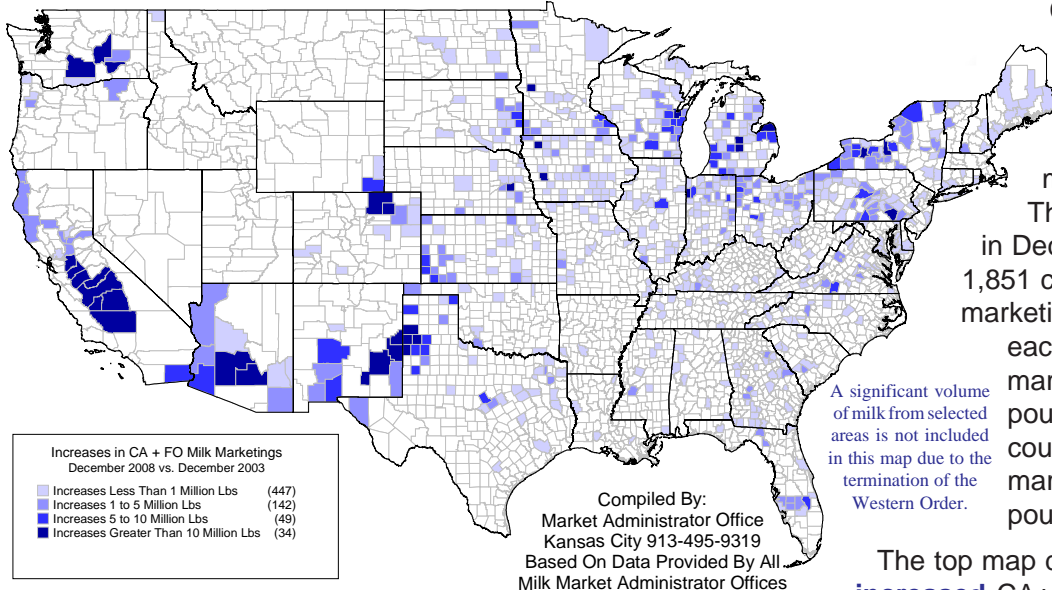 Increases in CA + FO Milk Marketings
December 2008 vs. December 2003
Increases Less Than 1 Million Lbs (447)
Increases 1 to 5 Million Lbs (142)
Increases 5 to 10 Million Lbs (49)
Increases Greater Than 10 Million Lbs (34)
Compiled By:
Market Administrator Office
Kansas City 913-495-9319
Based On Data Provided By All
Milk Market Administrator Offices
A significant volume
of milk from selected
areas is not included
in this map due to the
termination of the
Western Order.
in Dec
1,851 c
marketi
eac
mar
pou
cou
mar
pou
The top map
increased CA